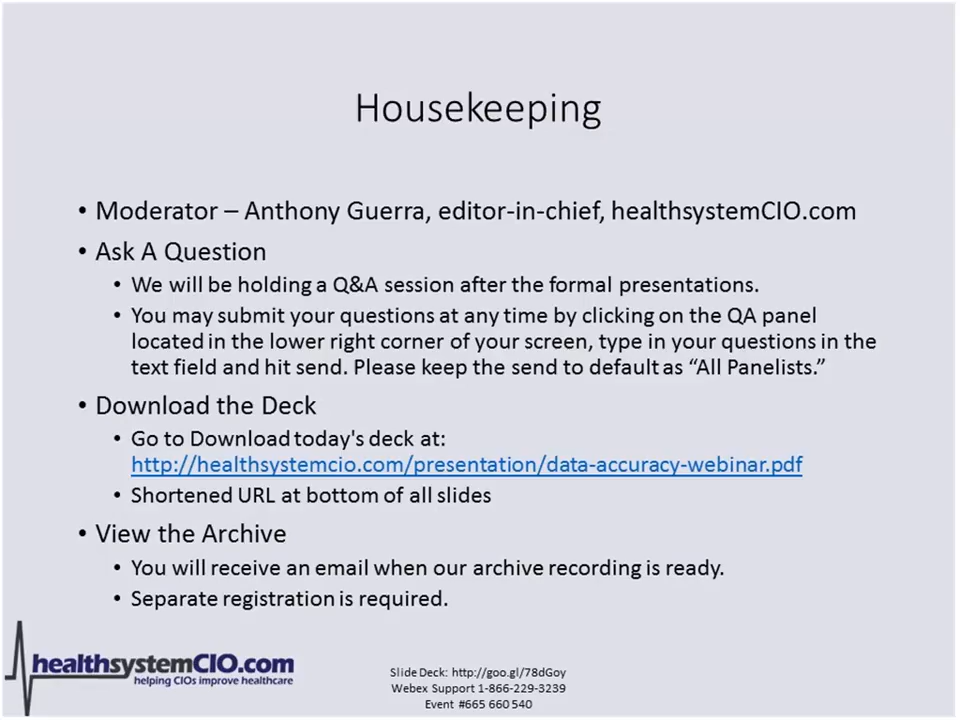 Housekeeping
• Moderator – Anthony Guerra, editor-in-chief, healthsystemCIO.com
• Ask A Question
• We will be holding a Q&A session after the formal presentations.
• You may submit your questions at any time by clicking on the QA panel
located in the lower right corner of your screen, type in your questions in the
text field and hit send. Please keep the send to default as “All Panelists.”
• Download the Deck
• Go to Download today's deck at:
http://healthsystemcio.com/presentation/data-accuracy-webinar.pdf
• Shortened URL at bottom of all slides
• View the Archive
• You will receive an email when our archive recording is ready.
• Separate registration is required.
healthsystemCIO.com
helping CIOs improve healthcare
Slide Deck: http://goo.gl/78dGoy
Webex Support 1-866-229-3239
Event #665 660 540